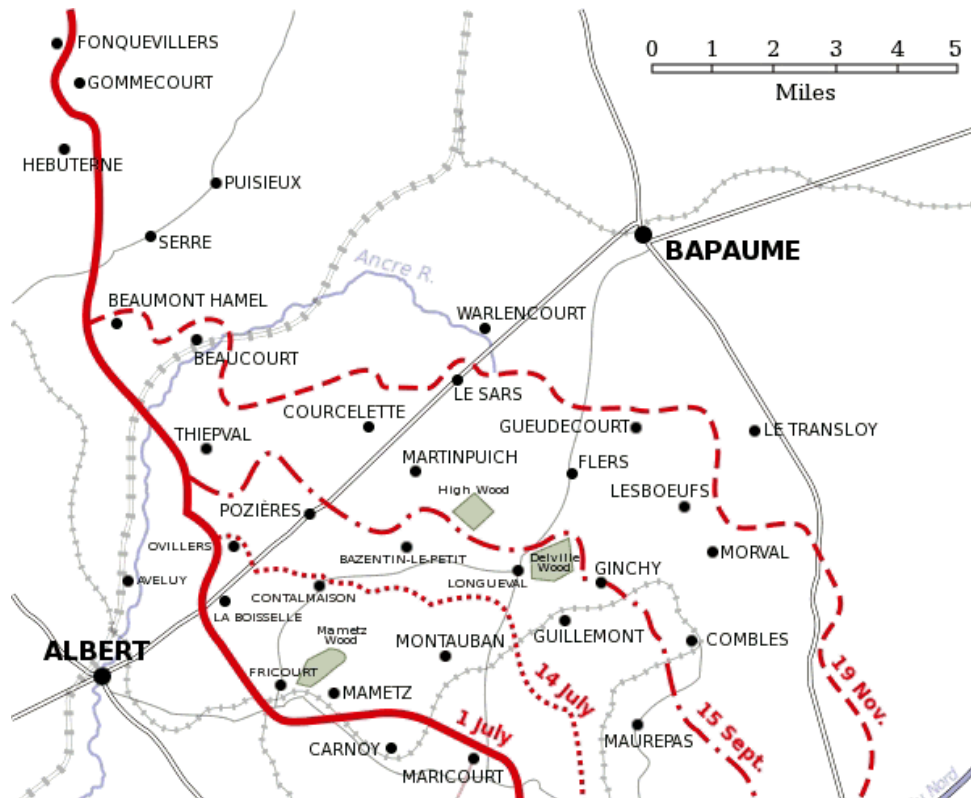 FONQUEVILLERS
0 1 2 3 4 5
GOMMECOURT
Miles
HEBUTERNE
PUISIEUX
SERRE
BAPAUME
Ancre R.
BEAUMONT HAMEL
WARLENCOURT
BEAUCOURT
LE SARS
COURCELETTE
GUEUDECOURT
LE TRANSLOY
THIEPVAL
MARTINPUICH
FLERS
High Wood
LESBOEUFS
POZIÈRES
OVILLERS
BAZENTIN-LE-PETIT
Delville
Wood
MORVAL
AVELUY
LONGUEVAL
GINCHY
CONTALMAISON
LA BOISSELLE
Mametz
Wood
GUILLEMONT
COMBLES
MONTAUBAN
ALBERT
FRICOURT
MAMETZ
14 July
19 Nov.
1 July
15 Sept.
CARNOY
MAUREPAS
MARICOURT
Nord